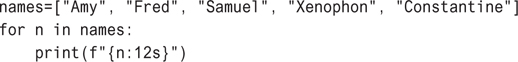 names=["Amy", "Fred", "Samuel", "Xenophon", "Constantine"]
for n in names:
    print(f"{n:12s}")